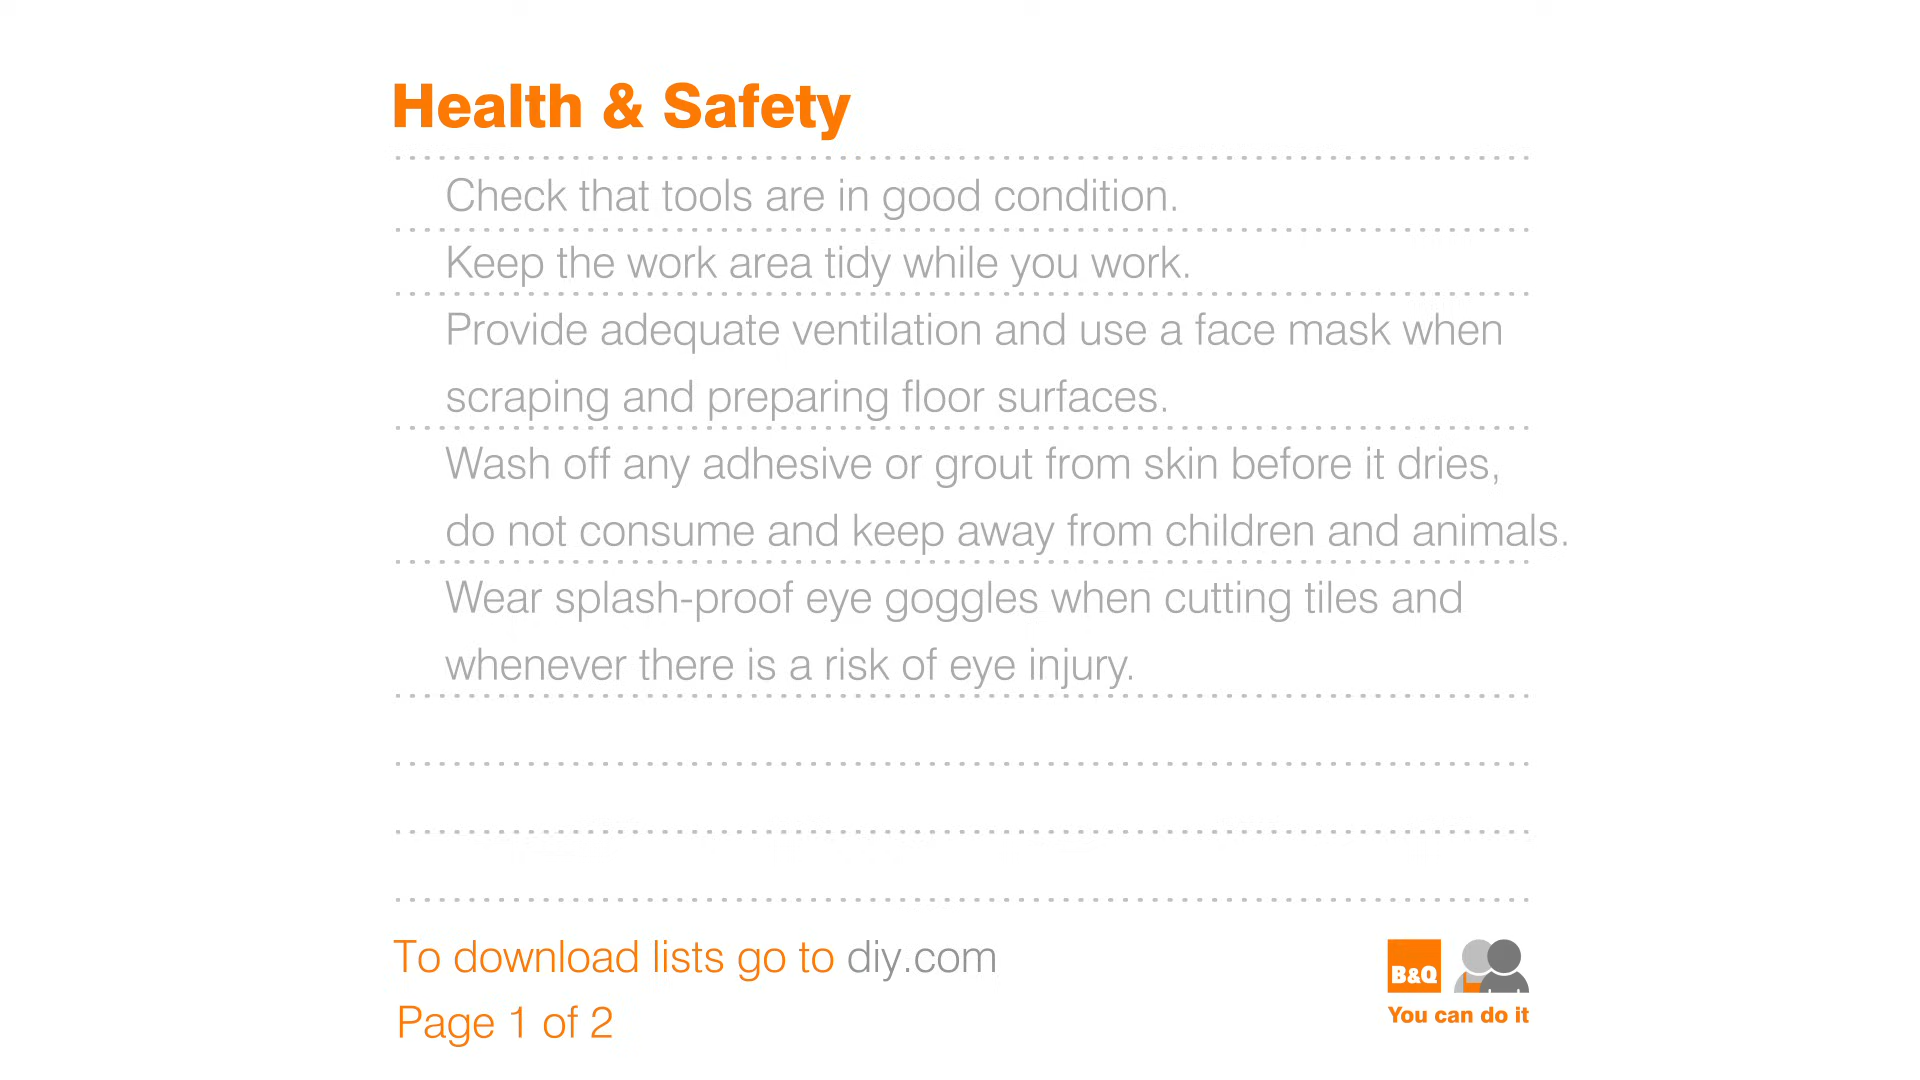 Health & Safety
Check that tools are in good condition.
Keep the work area tidy while you work.
Provide adequate ventilation and use a face mask when
scraping and preparing floor surfaces.
Wash off any adhesive or grout from skin before it dries,
do not consume and keep away from children and animals.
Wear splash-proof eye goggles when cutting tiles and
whenever there is a risk of eye injury.
To download lists go to diy.com
Page 1 of 2
B&Q
You can do it